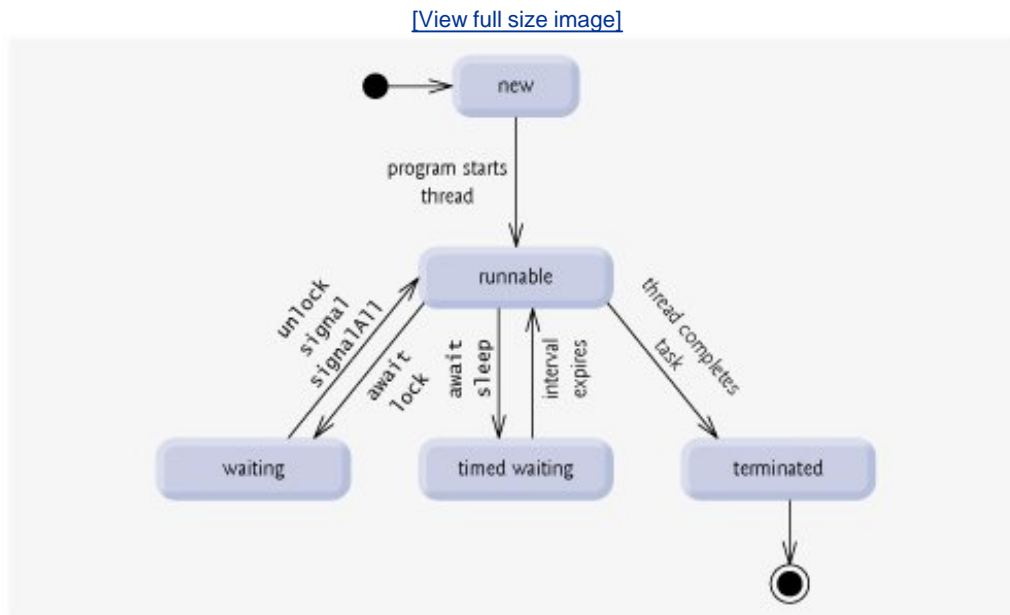 [View full size image]
new
program starts
thread
runnable
unlock
signal
signalAll
await
lock
await
sleep
interval
expires
thread completes
task
waiting
timed waiting
terminated